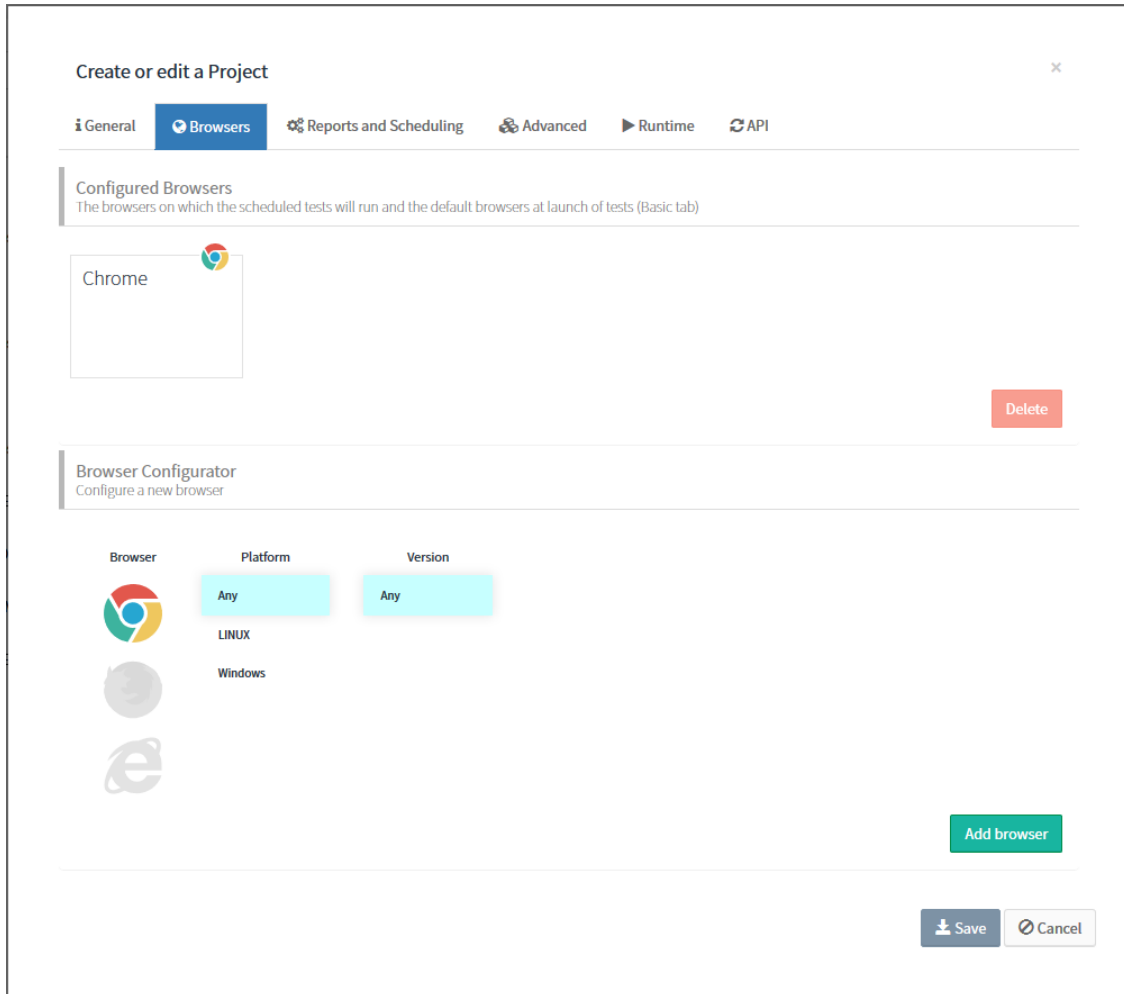 Create or edit a Project ×
General Browsers Reports and Scheduling Advanced Runtime API
Configured Browsers
The browsers on which the scheduled tests will run and the default browsers at launch of tests (Basic tab)
Chrome
Delete
Browser Configurator
Configure a new browser
Browser Platform Version
Any Any
LINUX
Windows
Add browser
Save Cancel